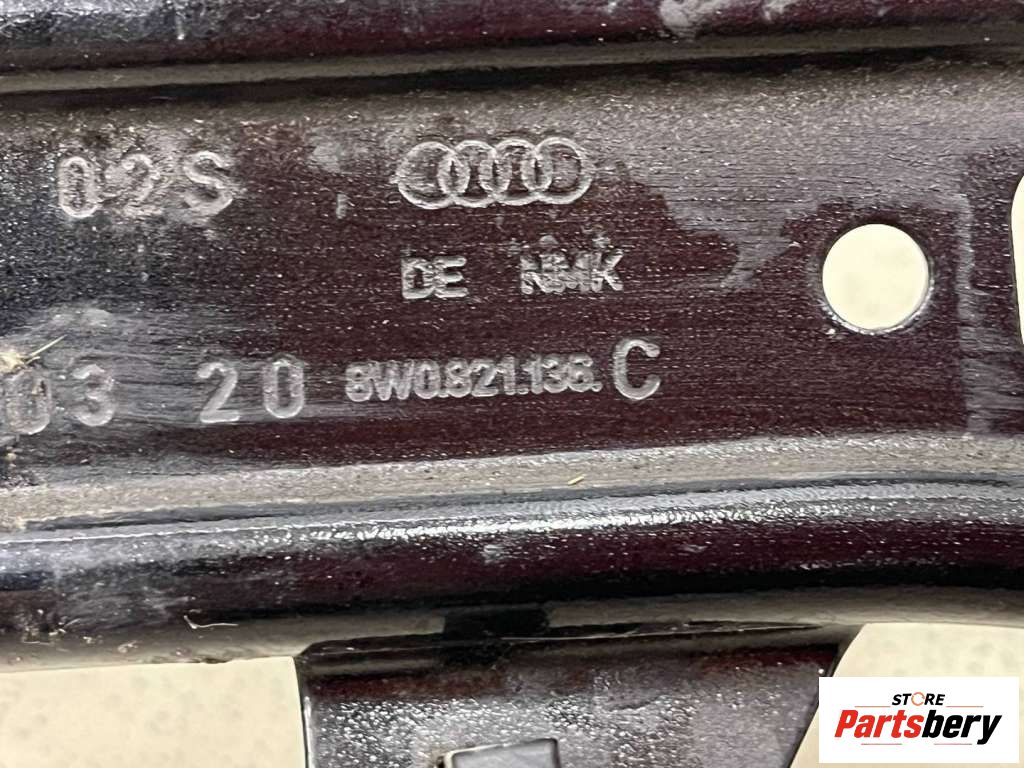 02S
DE NMK
03 20 8W0.821.136.C
STORE
Partsbery